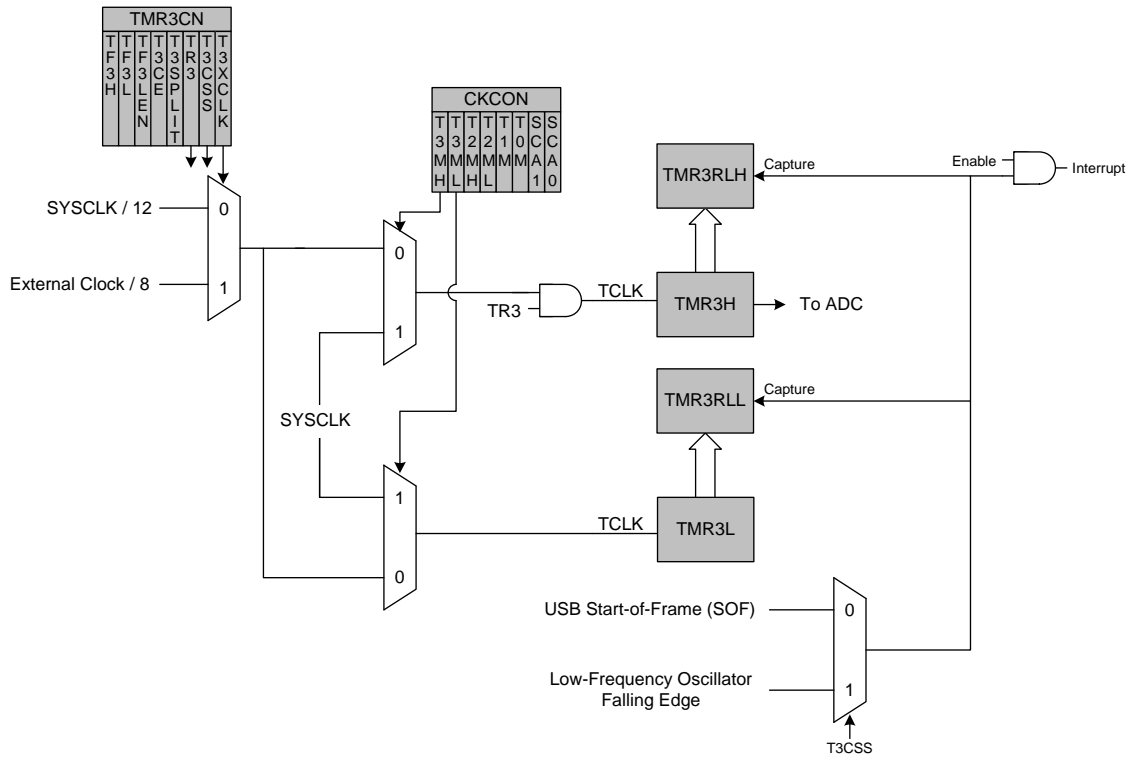 TMR3CN
TF3H
TF3L
TF3LEN
T3CE
T3SPLIT
TR3
T3CSS
T3XCLK
CKCON
T3MH
T3ML
T2MH
T2ML
T1M
T0M
SCA1
SCA0
SYSCLK / 12
0
External Clock / 8
1
0
1
SYSCLK
1
0
TR3
TCLK
TMR3RLH
Capture
TMR3H
To ADC
TMR3RLL
Capture
TCLK
TMR3L
Enable
Interrupt
USB Start-of-Frame (SOF)
0
Low-Frequency Oscillator
Falling Edge
1
T3CSS